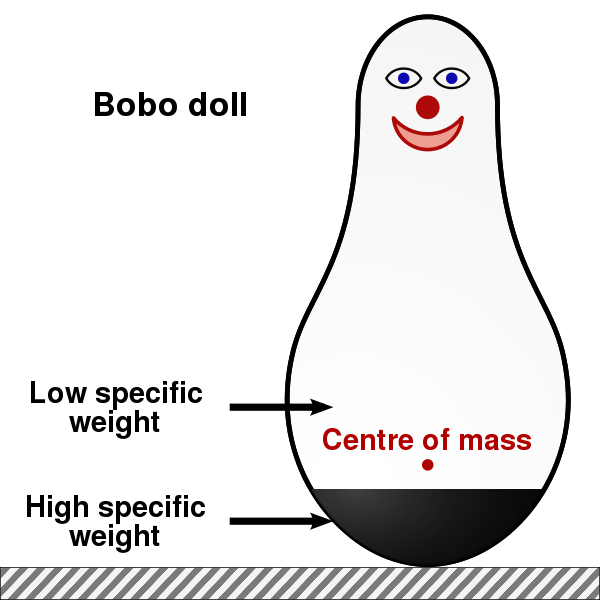 Bobo doll
Low specific
weight
Centre of mass
High specific
weight